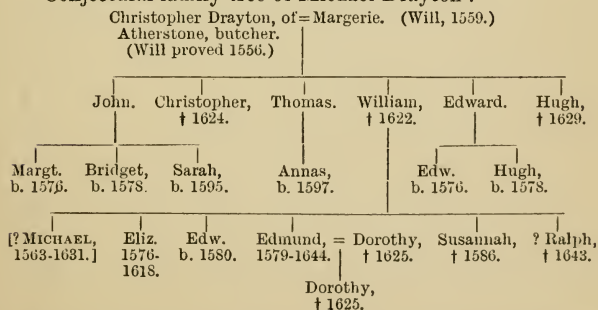 Conjectural family tree of Michael Drayton :
Christopher Drayton, of = Margerie. (Will, 1559.)
Atherstone, butcher.
(Will proved 1556.)
John. Christopher, Thomas. William, Edward. Hugh,
† 1624. † 1622. † 1629.
Margt. Bridget, Sarah, Annas, Edw. Hugh,
b. 1576. b. 1578. b. 1595. b. 1597. b. 1576. b. 1578.
[? MICHAEL, Eliz. Edw. Edmund, = Dorothy, Susannah, ? Ralph,
1563-1631.] 1576- b. 1580. 1579-1644. † 1625. † 1586. † 1643.
1618.
Dorothy,
† 1625.